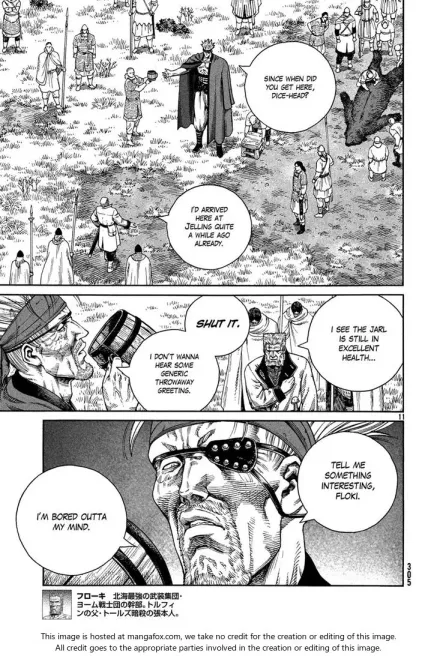 SINCE WHEN DID
YOU GET HERE,
DICE-HEAD?
I'D ARRIVED
HERE AT
JELLING QUITE
A WHILE AGO
ALREADY.
I SEE THE JARL
IS STILL IN
EXCELLENT
HEALTH...
SHUT IT.
I DON'T WANNA
HEAR SOME
GENERIC
THROWAWAY
GREETING.
11
TELL ME
SOMETHING
INTERESTING,
FLOKI.
I'M BORED OUTTA
MY MIND.
305
フローキ 北海最強の武装集団・
ヨーム戦士団の幹部。トルフィ
ンの父・トールズ暗殺の張本人。
This image is hosted at mangafox.com, we take no credit for the creation or editing of this image.
All credit goes to the appropriate parties involved in the creation or editing of this image.